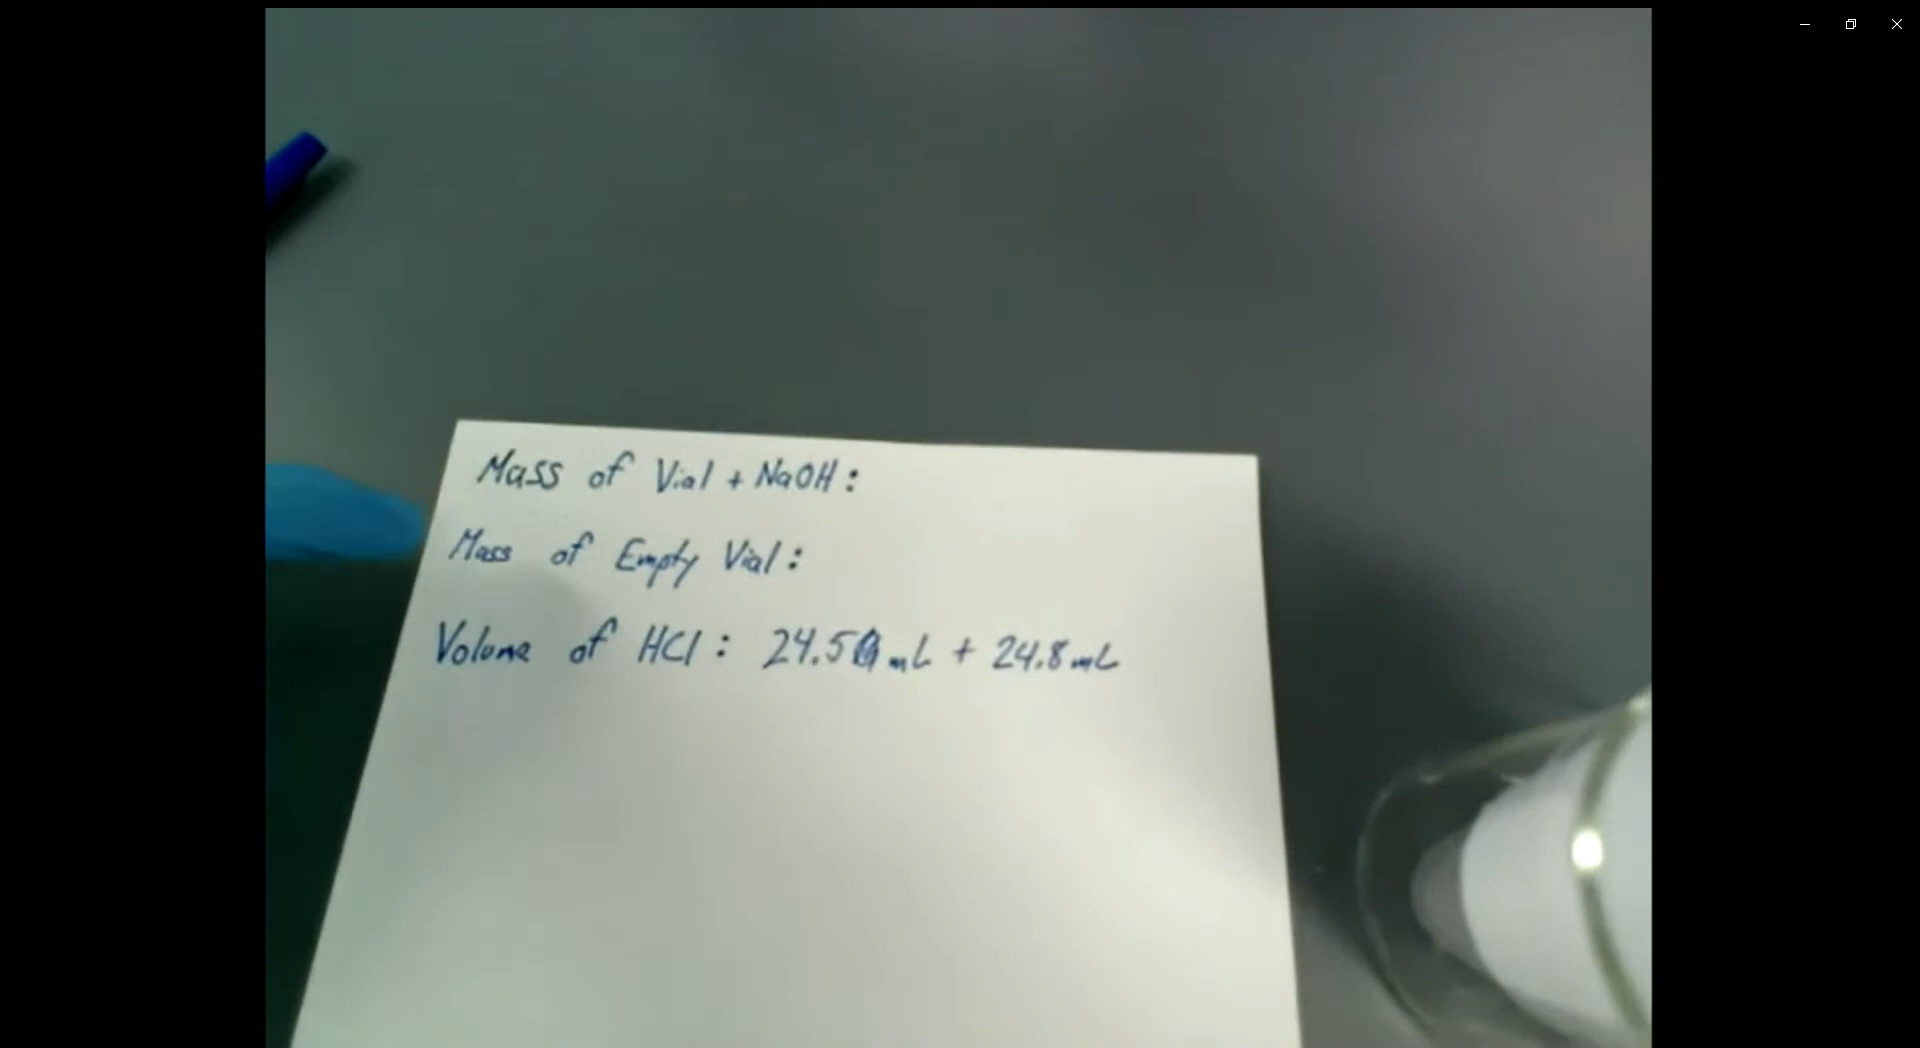 Mass of Vial + NaOH :
Mass of Empty Vial :
Volume of HCl : 24.5 mL + 24.8 mL